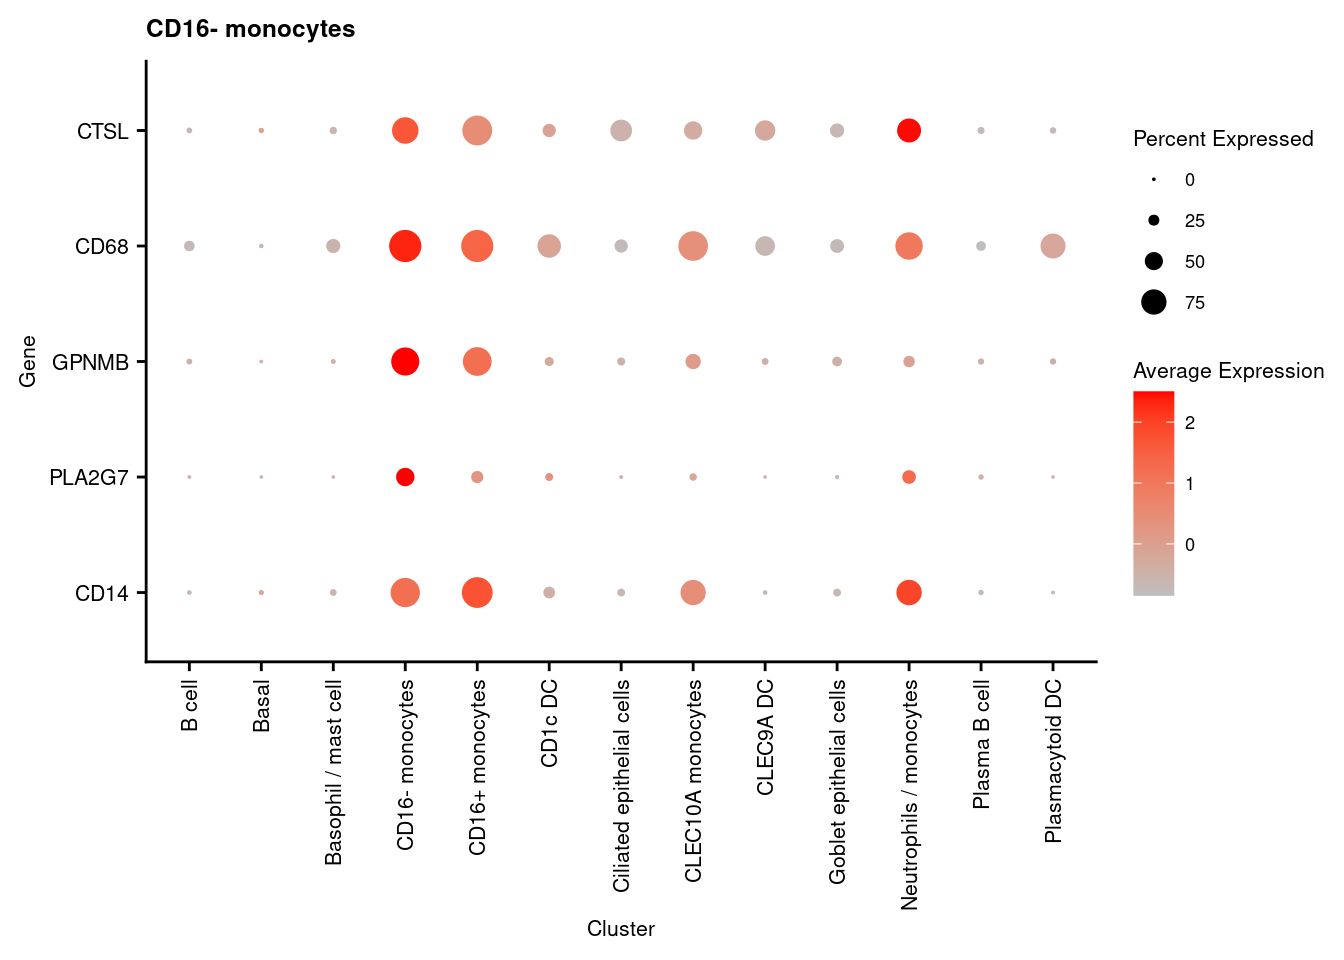 CD16- monocytes
CTSL
CD68
GPNMB
PLA2G7
CD14
Gene
B cell
Basal
Basophil / mast cell
CD16- monocytes
CD16+ monocytes
CD1c DC
Ciliated epithelial cells
CLEC10A monocytes
CLEC9A DC
Goblet epithelial cells
Neutrophils / monocytes
Plasma B cell
Plasmacytoid DC
Cluster
Percent Expressed
0
25
50
75
Average Expression
2
1
0